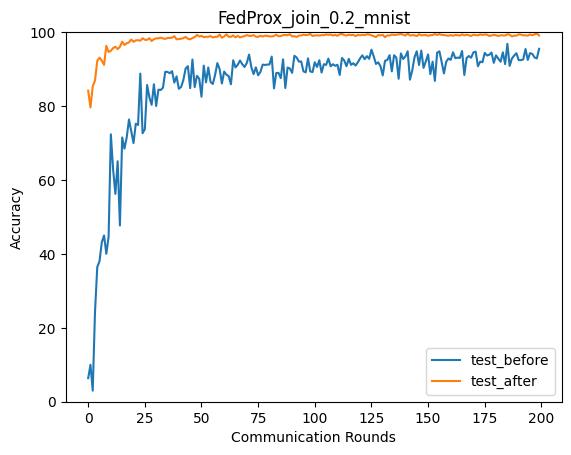 FedProx_join_0.2_mnist
Accuracy
100
80
60
40
20
0
0 25 50 75 100 125 150 175 200
Communication Rounds
test_before
test_after